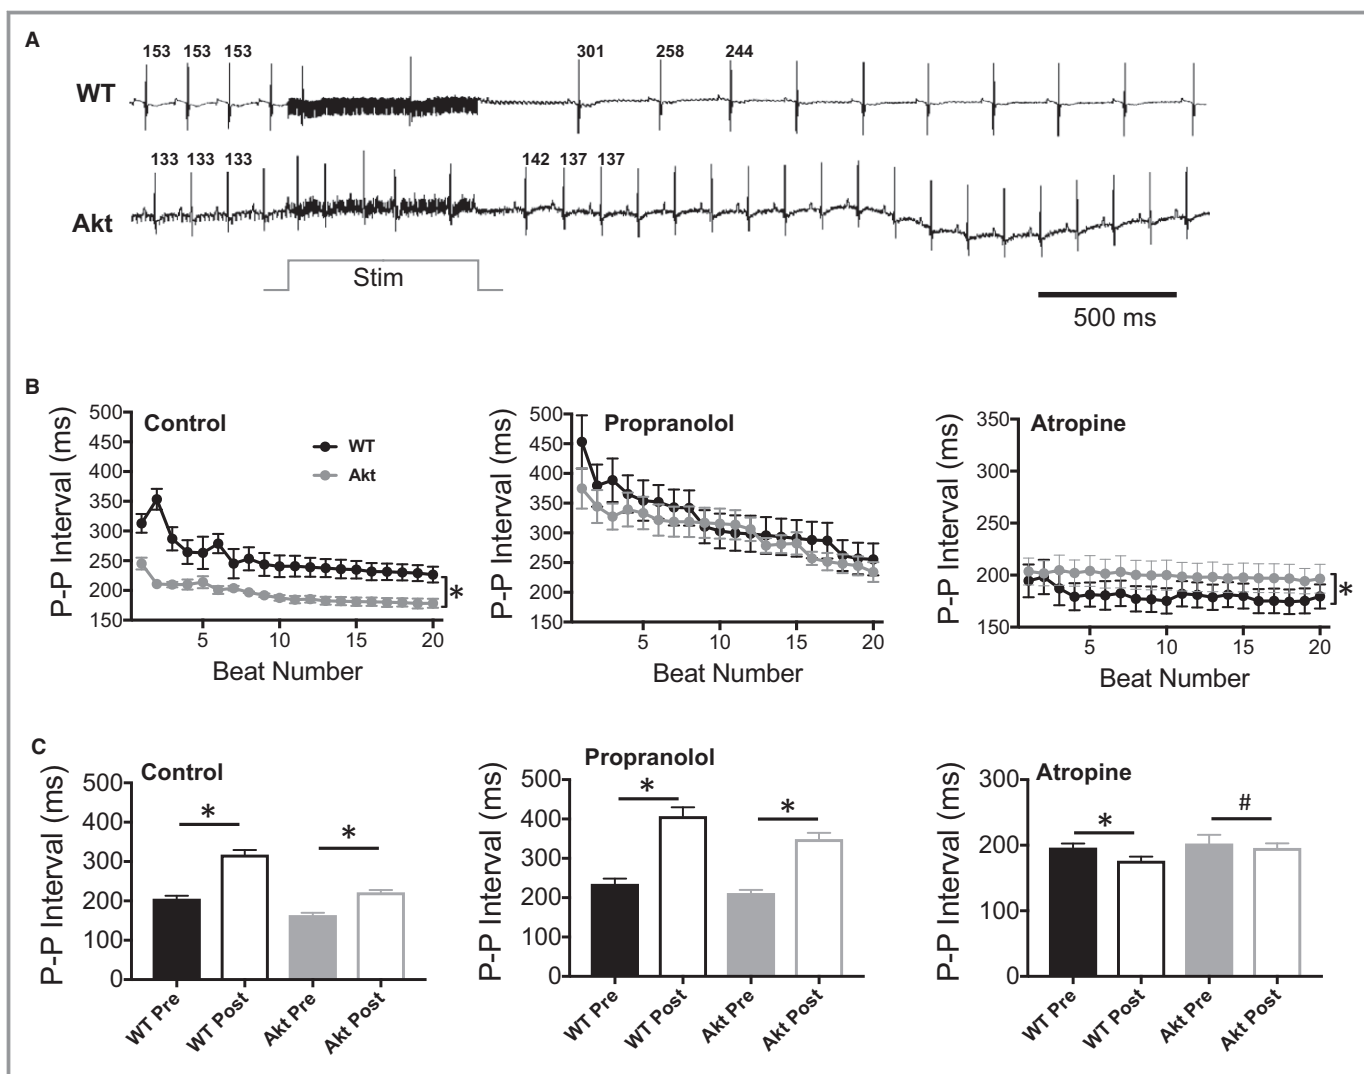 A
153 153 153 301 258 244
WT
133 133 133 142 137 137
Akt
Stim
500 ms
B
Control
P-P Interval (ms)
500
450
400
350
300
250
200
150
WT
Akt
*
5 10 15 20
Beat Number
Propranolol
P-P Interval (ms)
500
450
400
350
300
250
200
150
5 10 15 20
Beat Number
Atropine
P-P Interval (ms)
350
300
250
200
150
*
5 10 15 20
Beat Number
C
Control
P-P Interval (ms)
500
400
300
200
100
0
* *
WT Pre WT Post Akt Pre Akt Post
Propranolol
P-P Interval (ms)
500
400
300
200
100
0
* *
WT Pre WT Post Akt Pre Akt Post
Atropine
P-P Interval (ms)
300
200
100
0
* #
WT Pre WT Post Akt Pre Akt Post